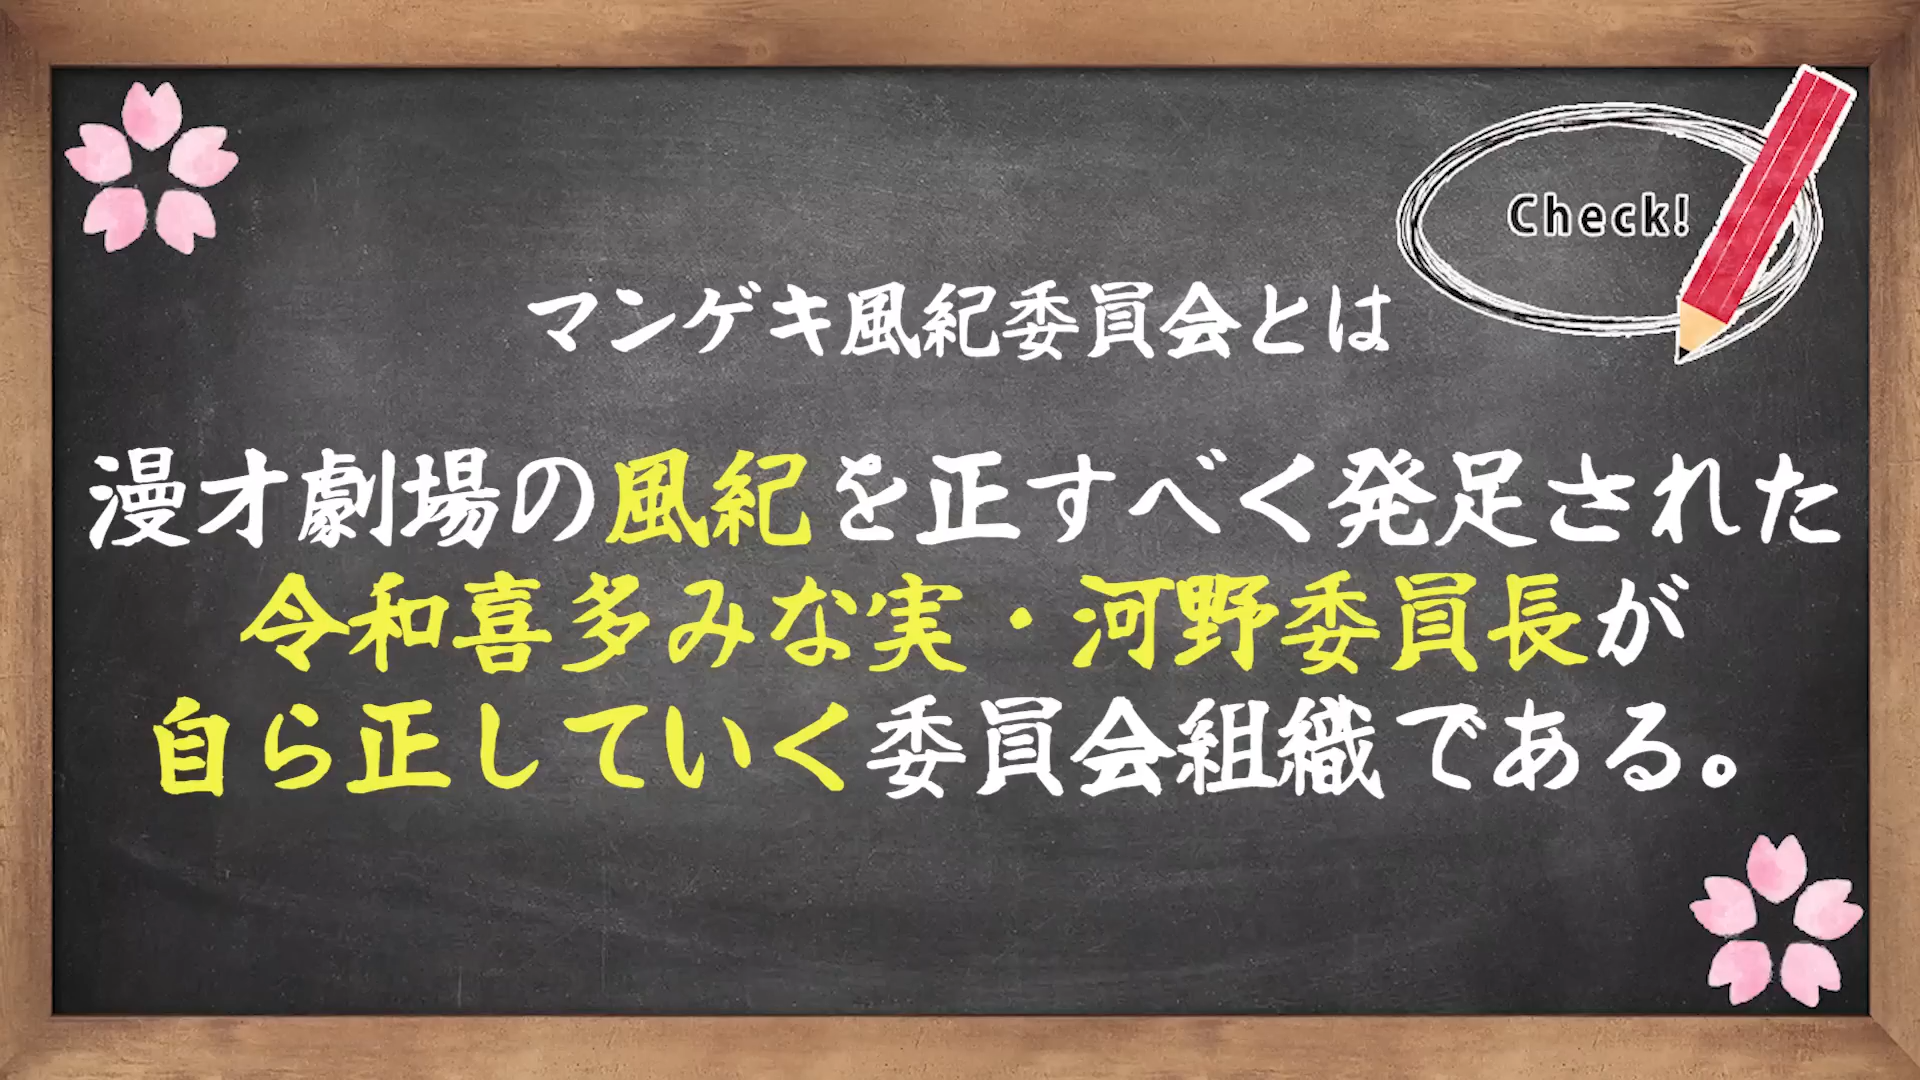 Check!
マンゲキ風紀委員会とは
漫才劇場の風紀を正すべく発足された
令和喜多みな実・河野委員長が
自ら正していく委員会組織である。